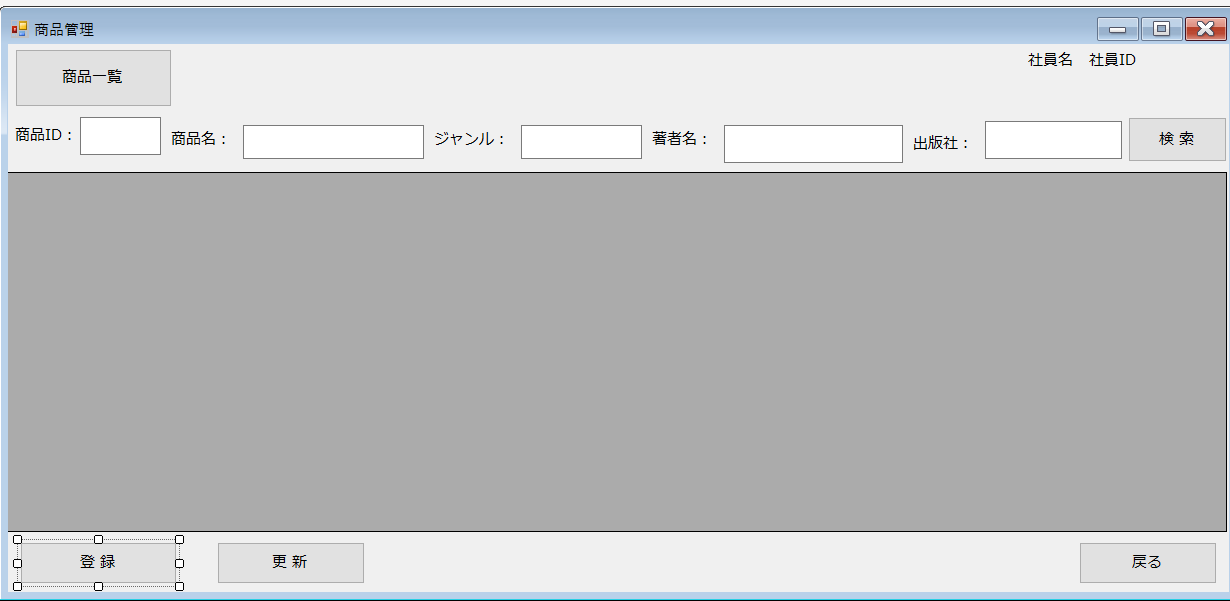 商品管理
商品一覧
社員名 社員ID
商品ID： 商品名： ジャンル： 著者名： 出版社： 検 索
登 録 更 新 戻る